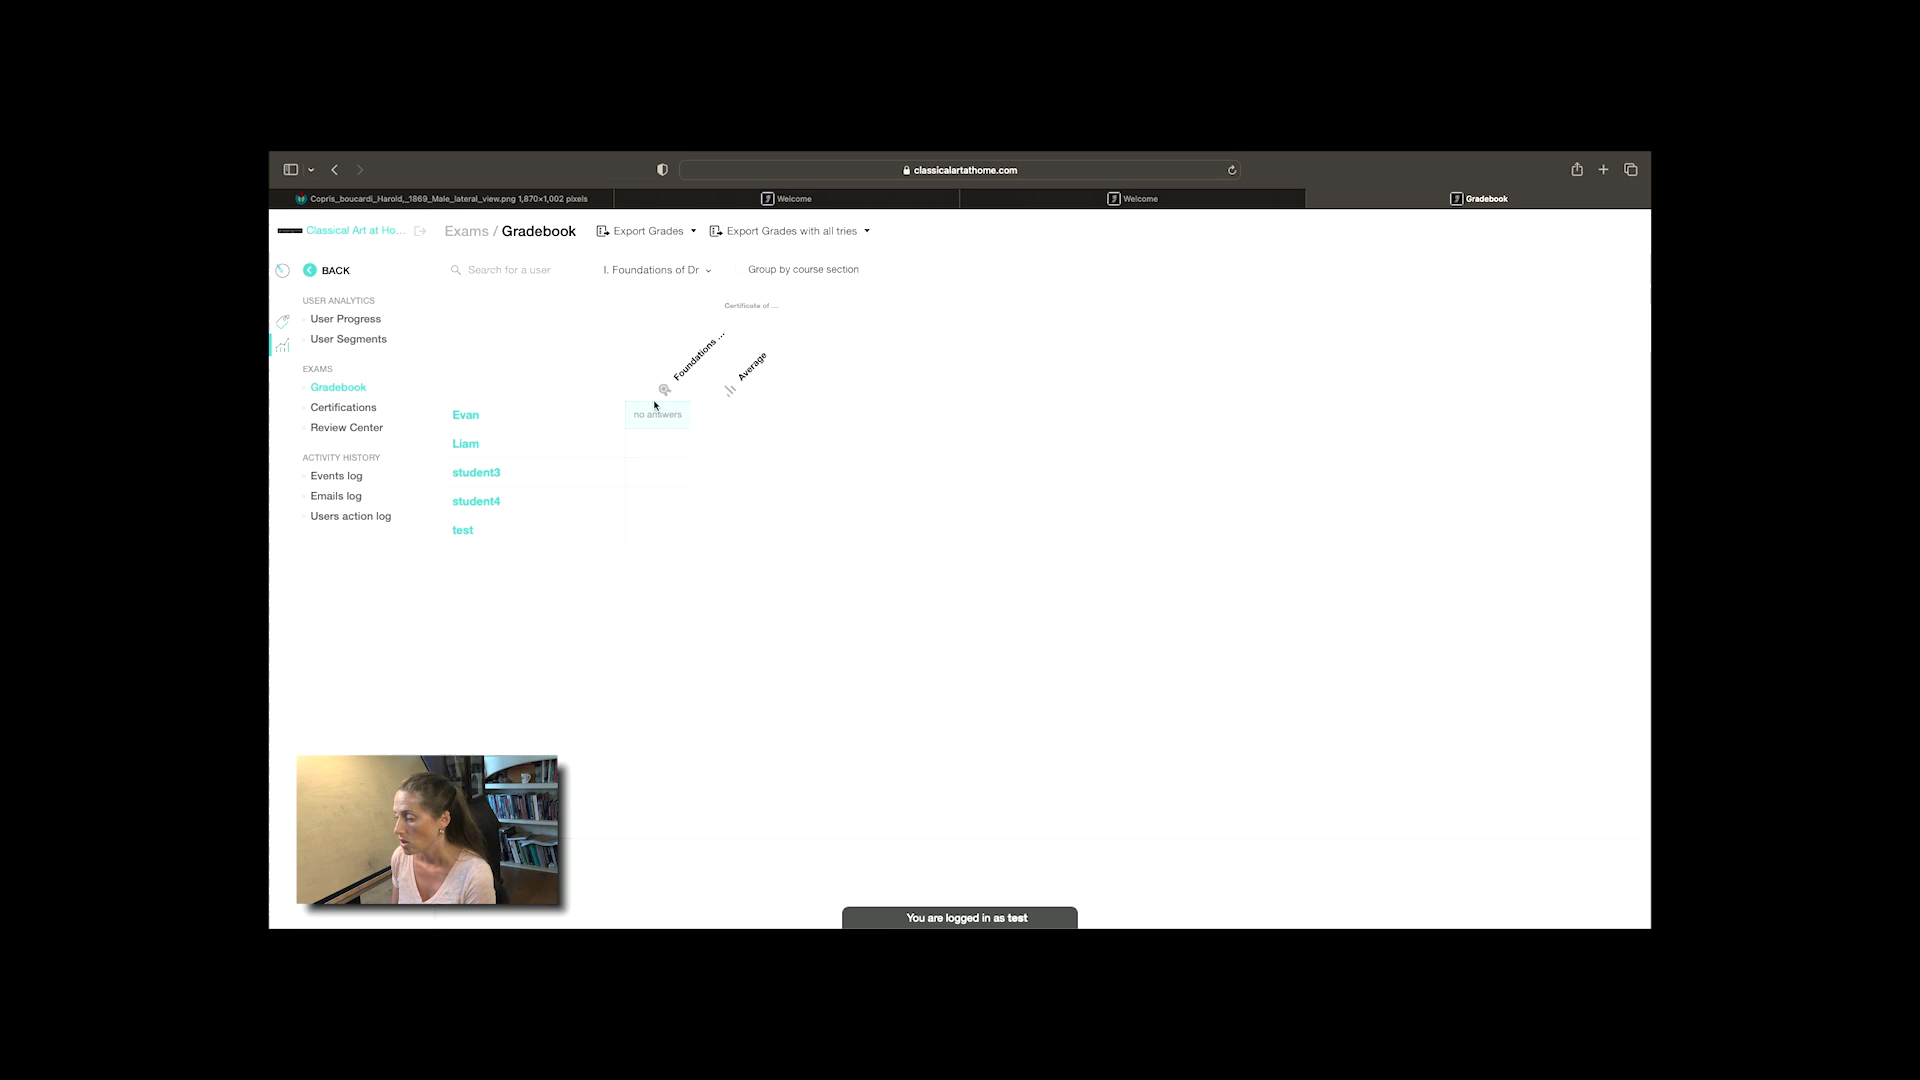 classicalartathome.com
Copris_boucardi_Harold,_1869_Male_lateral_view.png 1,870×1,002 pixels
Welcome
Welcome
Gradebook
Classical Art at Ho...
Exams / Gradebook
Export Grades
Export Grades with all tries
BACK
Search for a user
I. Foundations of Dr
Group by course section
USER ANALYTICS
User Progress
User Segments
EXAMS
Gradebook
Certifications
Review Center
ACTIVITY HISTORY
Events log
Emails log
Users action log
Certificate of ...
Foundations ...
Average
Evan
no answers
Liam
student3
student4
test
You are logged in as test